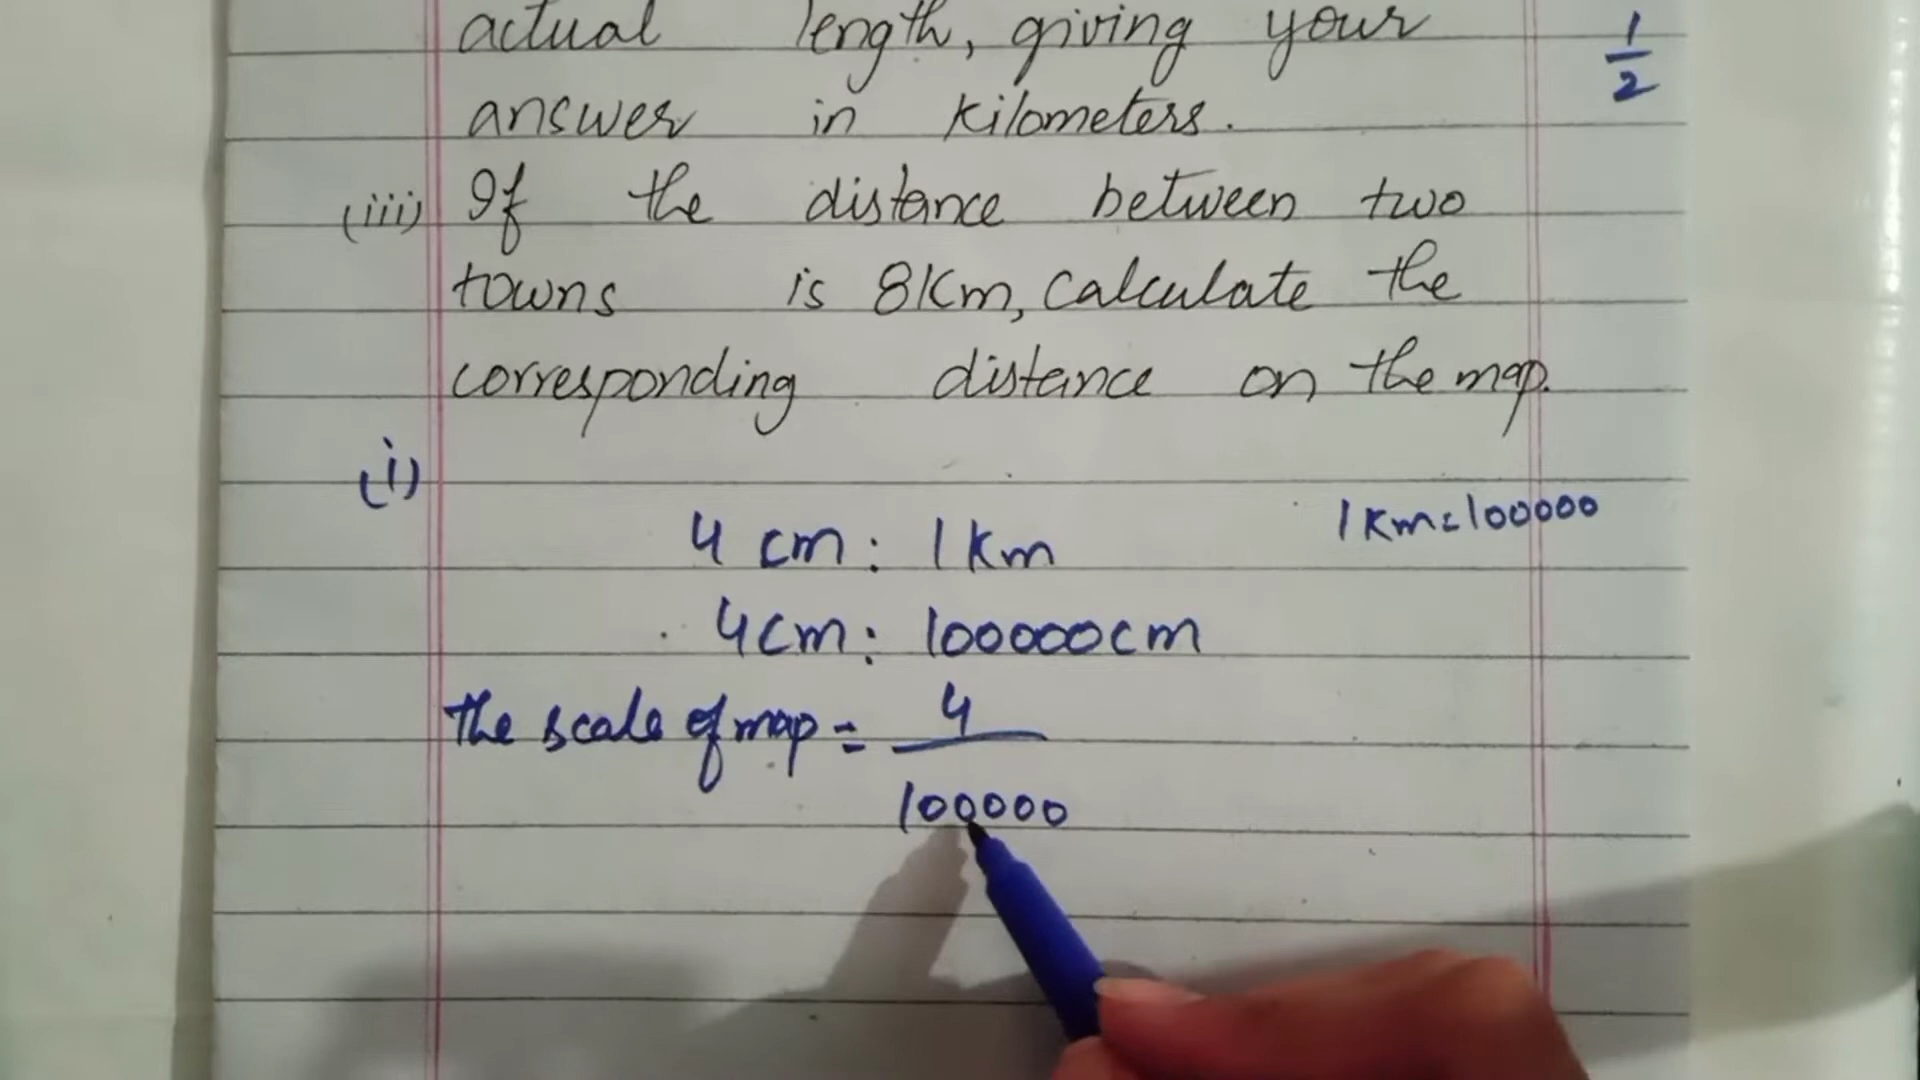 actual length, giving your
1/2
answer in kilometers.
(iii) If the distance between two
towns is 8Km, calculate the
corresponding distance on the map.
(i)
4 cm : 1 Km
1 Km = 100000
4cm : 100000cm
the scale of map = 4/100000